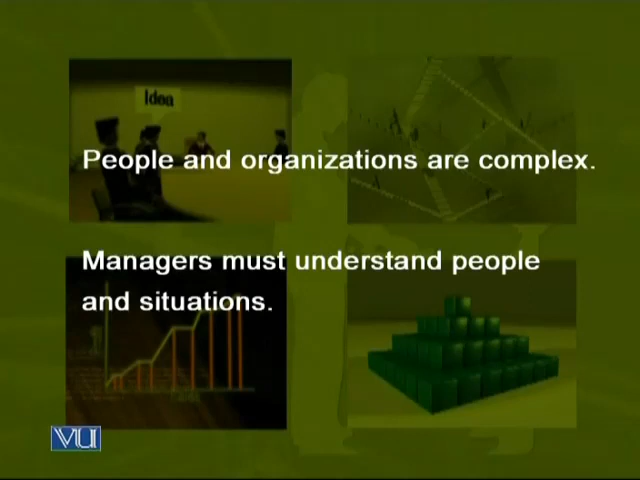 Idea
People and organizations are complex.
Managers must understand people
and situations.
VU